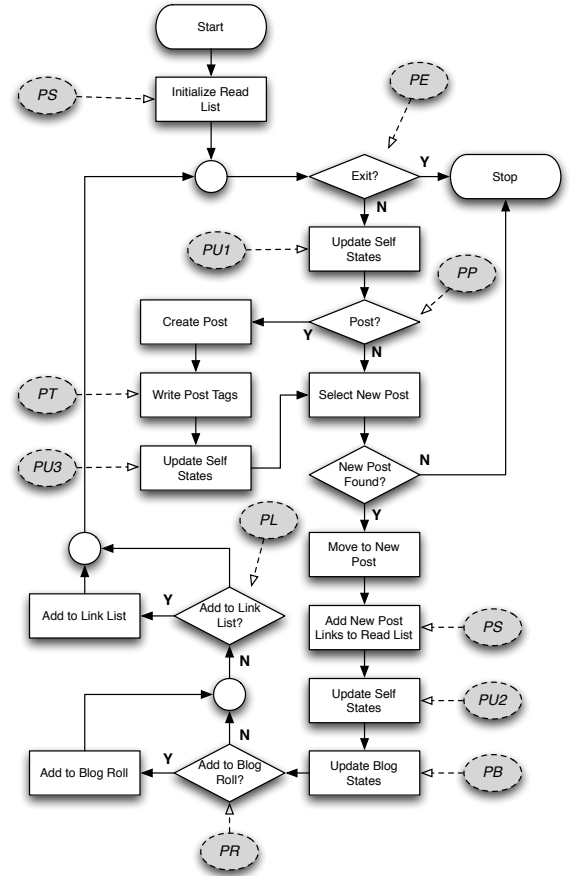 Start
PS
Initialize Read
List
PE
Exit?
Y
Stop
N
PU1
Update Self
States
PP
Create Post
Post?
Y
N
PT
Write Post Tags
Select New Post
PU3
Update Self
States
New Post
Found?
N
Y
PL
Move to New
Post
Add to Link List
Y
Add to Link
List?
Add New Post
Links to Read List
PS
N
Update Self
States
PU2
N
Add to Blog Roll
Y
Add to Blog
Roll?
Update Blog
States
PB
PR